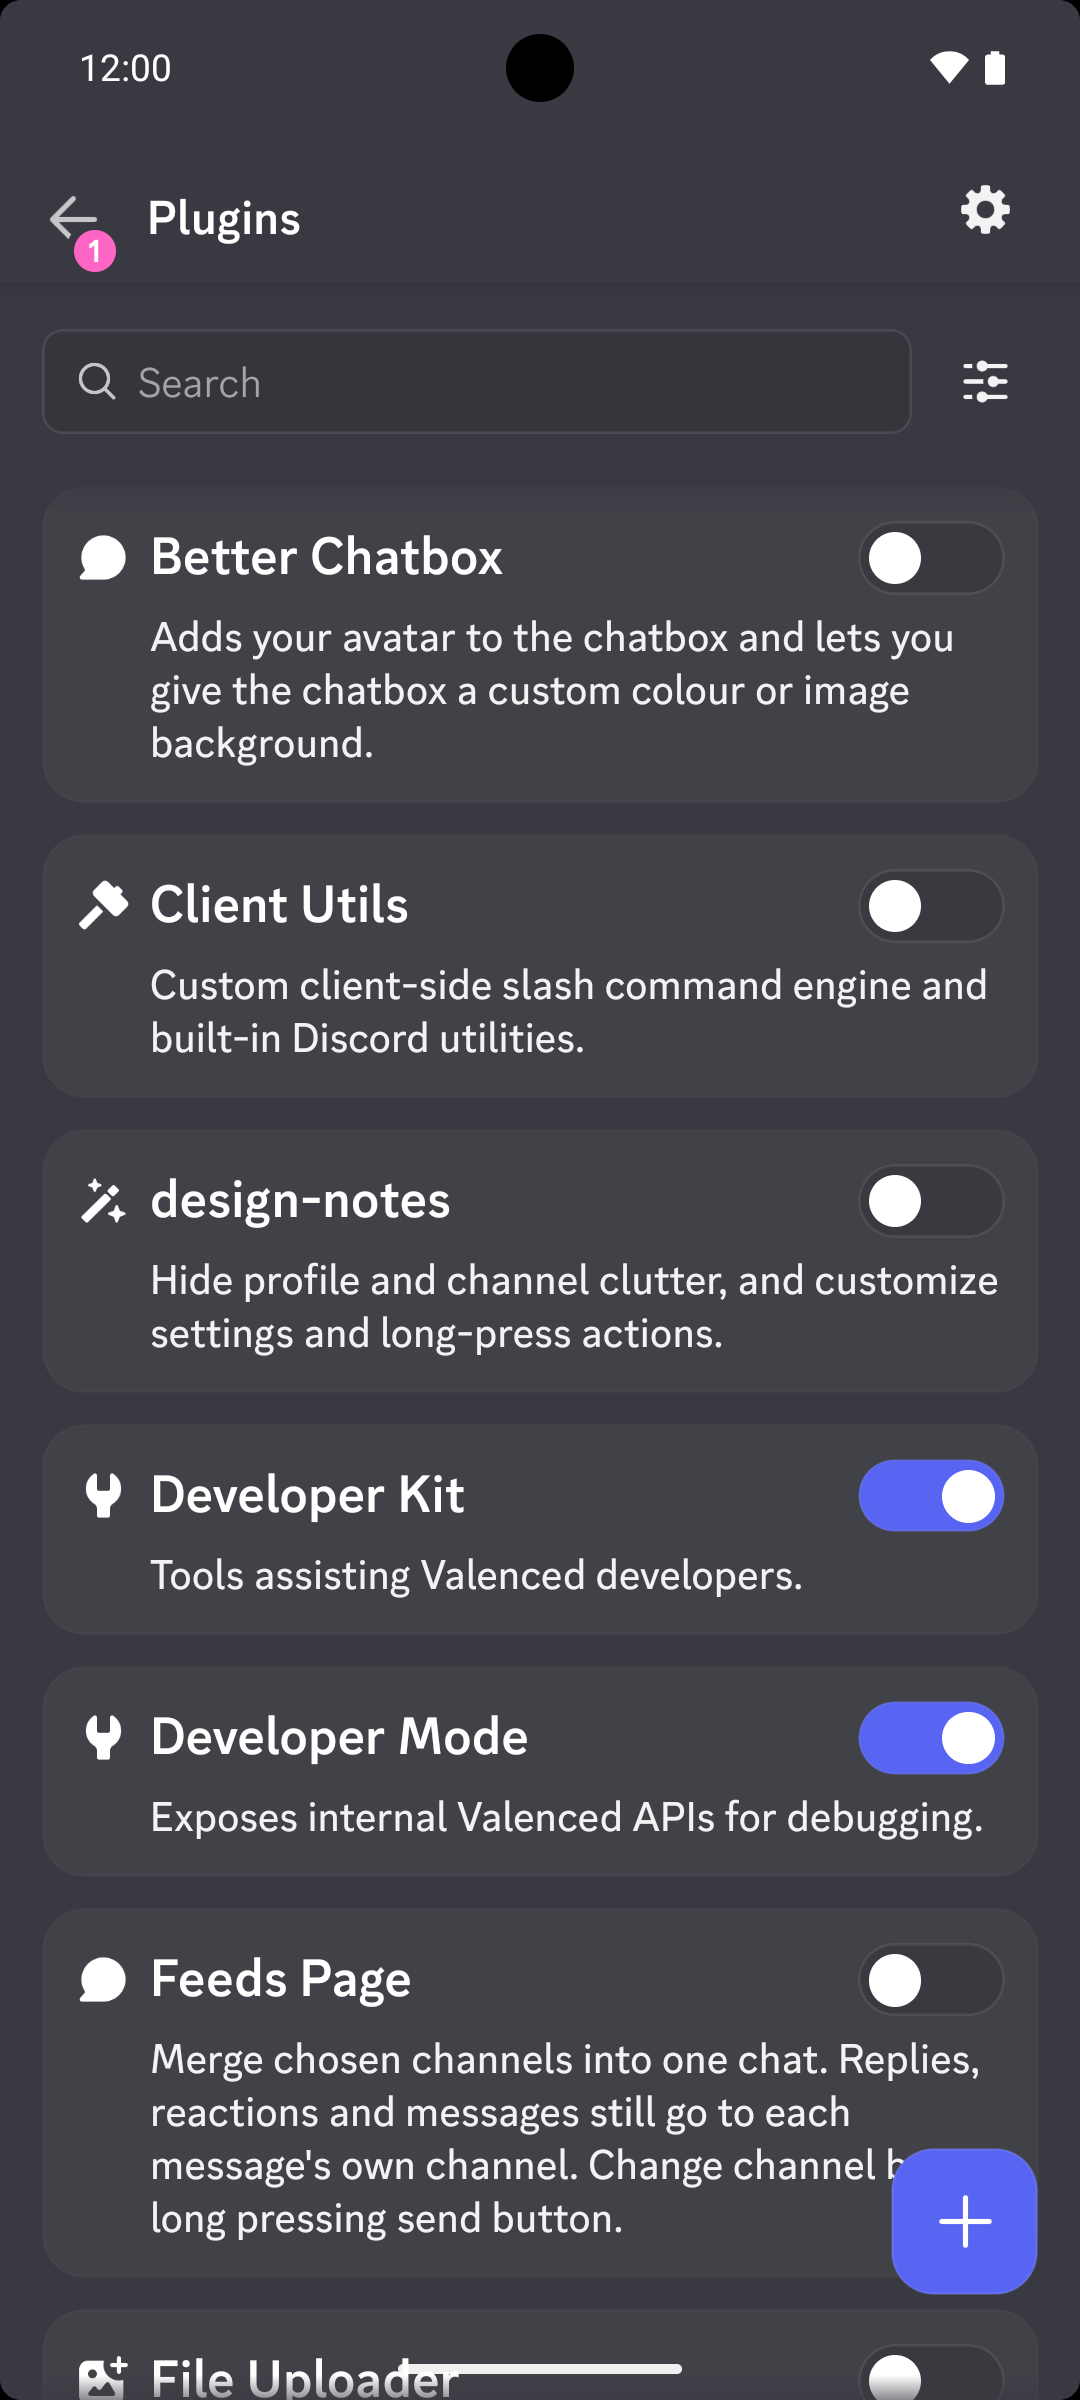 12:00
Plugins
1
Search
Better Chatbox
Adds your avatar to the chatbox and lets you
give the chatbox a custom colour or image
background.
Client Utils
Custom client-side slash command engine and
built-in Discord utilities.
design-notes
Hide profile and channel clutter, and customize
settings and long-press actions.
Developer Kit
Tools assisting Valenced developers.
Developer Mode
Exposes internal Valenced APIs for debugging.
Feeds Page
Merge chosen channels into one chat. Replies,
reactions and messages still go to each
message's own channel. Change channel
long pressing send button.
File Uploader